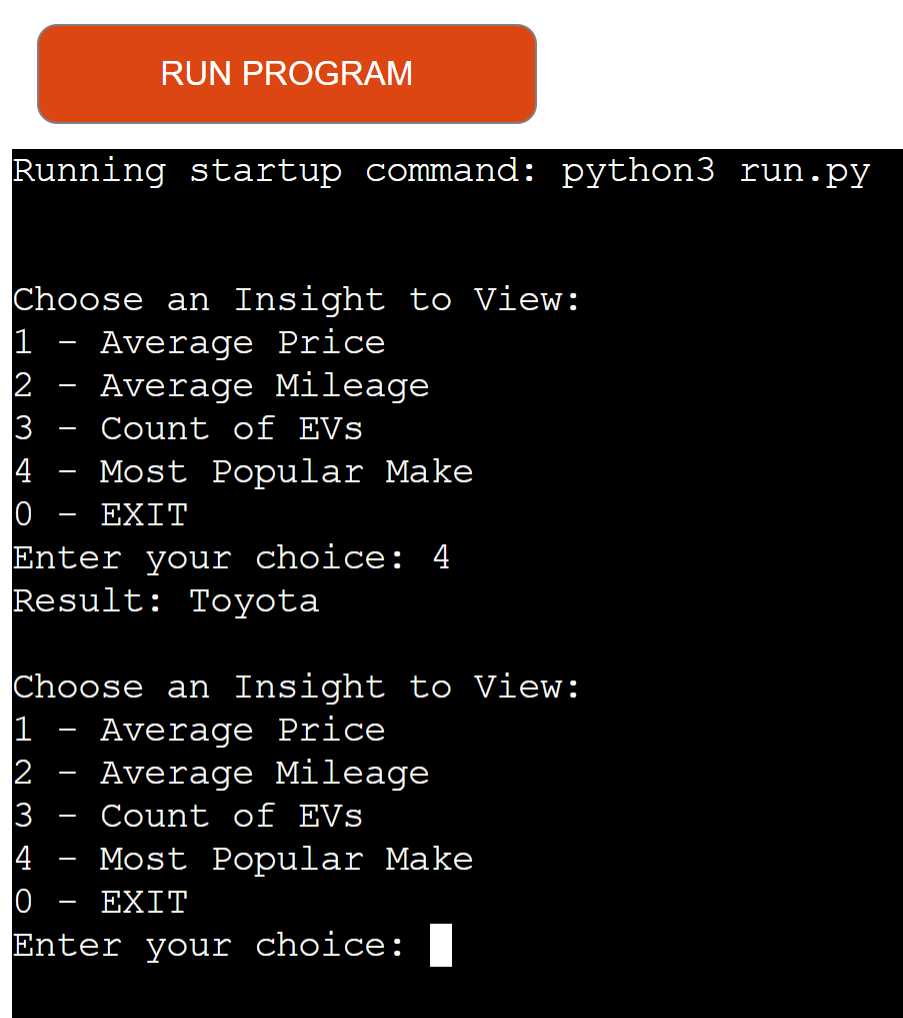 RUN PROGRAM
Running startup command: python3 run.py
Choose an Insight to View:
1 - Average Price
2 - Average Mileage
3 - Count of EVs
4 - Most Popular Make
0 - EXIT
Enter your choice: 4
Result: Toyota
Choose an Insight to View:
1 - Average Price
2 - Average Mileage
3 - Count of EVs
4 - Most Popular Make
0 - EXIT
Enter your choice: